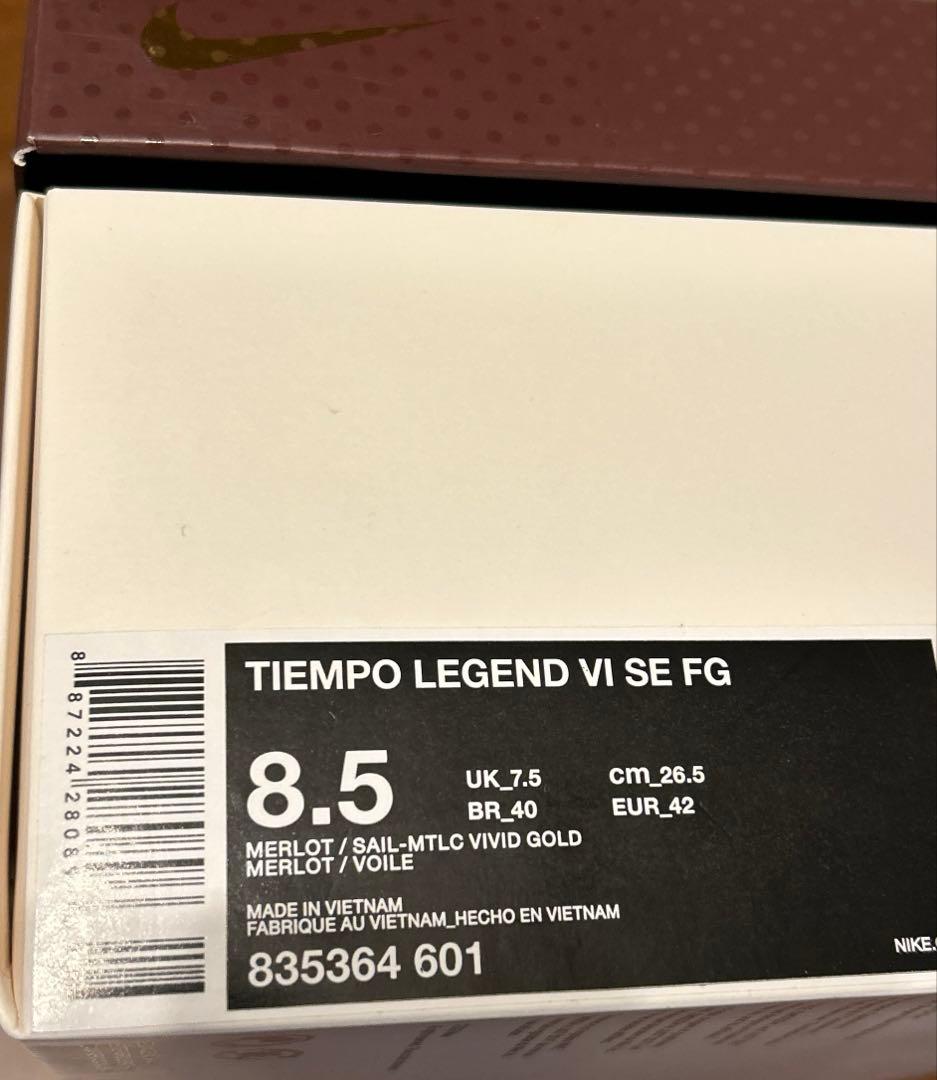 TIEMPO LEGEND VI SE FG
8.5
UK_7.5 cm_26.5
BR_40 EUR_42
MERLOT / SAIL-MTLC VIVID GOLD
MERLOT / VOILE
MADE IN VIETNAM
FABRIQUE AU VIETNAM_HECHO EN VIETNAM
835364 601